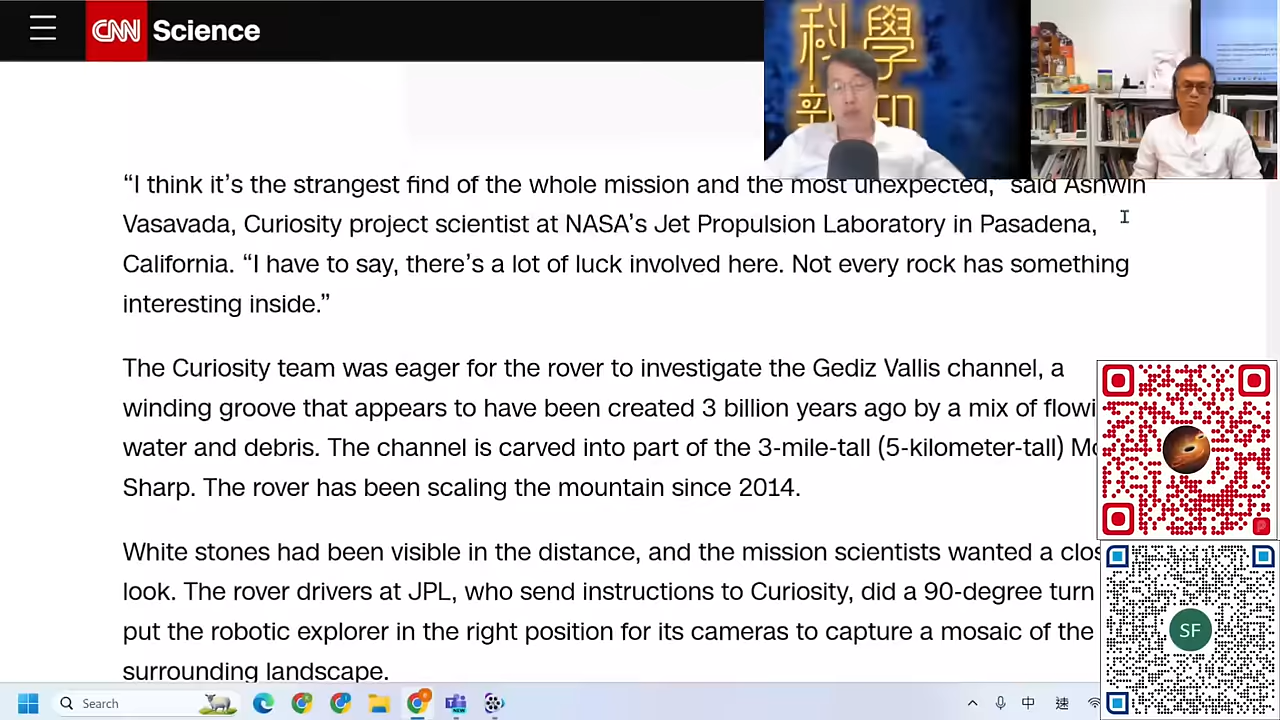 CNN Science
科學
新知
“I think it’s the strangest find of the whole mission and the most unexpected,” said Ashwin
Vasavada, Curiosity project scientist at NASA’s Jet Propulsion Laboratory in Pasadena,
California. “I have to say, there’s a lot of luck involved here. Not every rock has something
interesting inside.”
The Curiosity team was eager for the rover to investigate the Gediz Vallis channel, a
winding groove that appears to have been created 3 billion years ago by a mix of flowi
water and debris. The channel is carved into part of the 3-mile-tall (5-kilometer-tall) Mo
Sharp. The rover has been scaling the mountain since 2014.
White stones had been visible in the distance, and the mission scientists wanted a clos
look. The rover drivers at JPL, who send instructions to Curiosity, did a 90-degree turn
put the robotic explorer in the right position for its cameras to capture a mosaic of the
surrounding landscape.
SF
Search
中
速